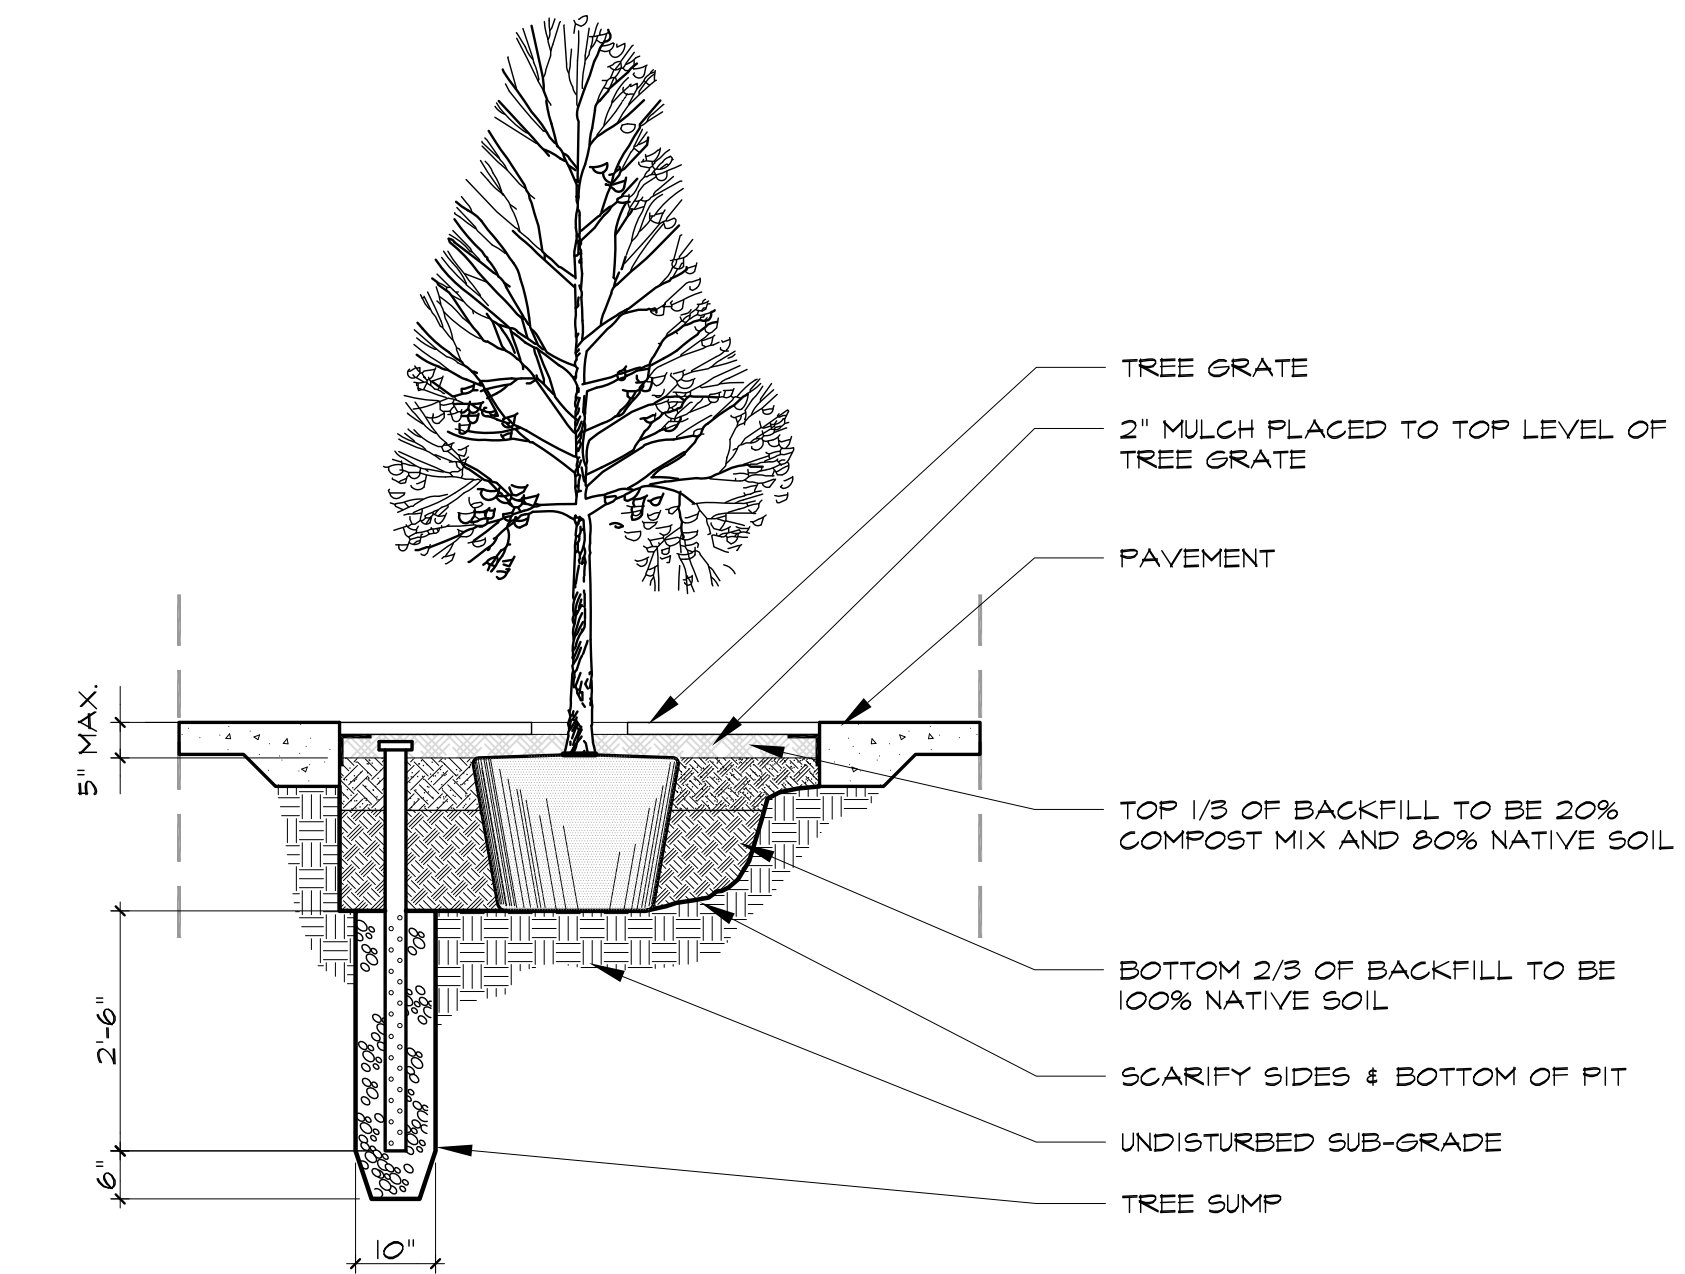 TREE GRATE
2" MULCH PLACED TO TOP LEVEL OF
TREE GRATE
PAVEMENT
5" MAX.
TOP 1/3 OF BACKFILL TO BE 20%
COMPOST MIX AND 80% NATIVE SOIL
BOTTOM 2/3 OF BACKFILL TO BE
100% NATIVE SOIL
2'-6"
SCARIFY SIDES & BOTTOM OF PIT
UNDISTURBED SUB-GRADE
6"
TREE SUMP
10"